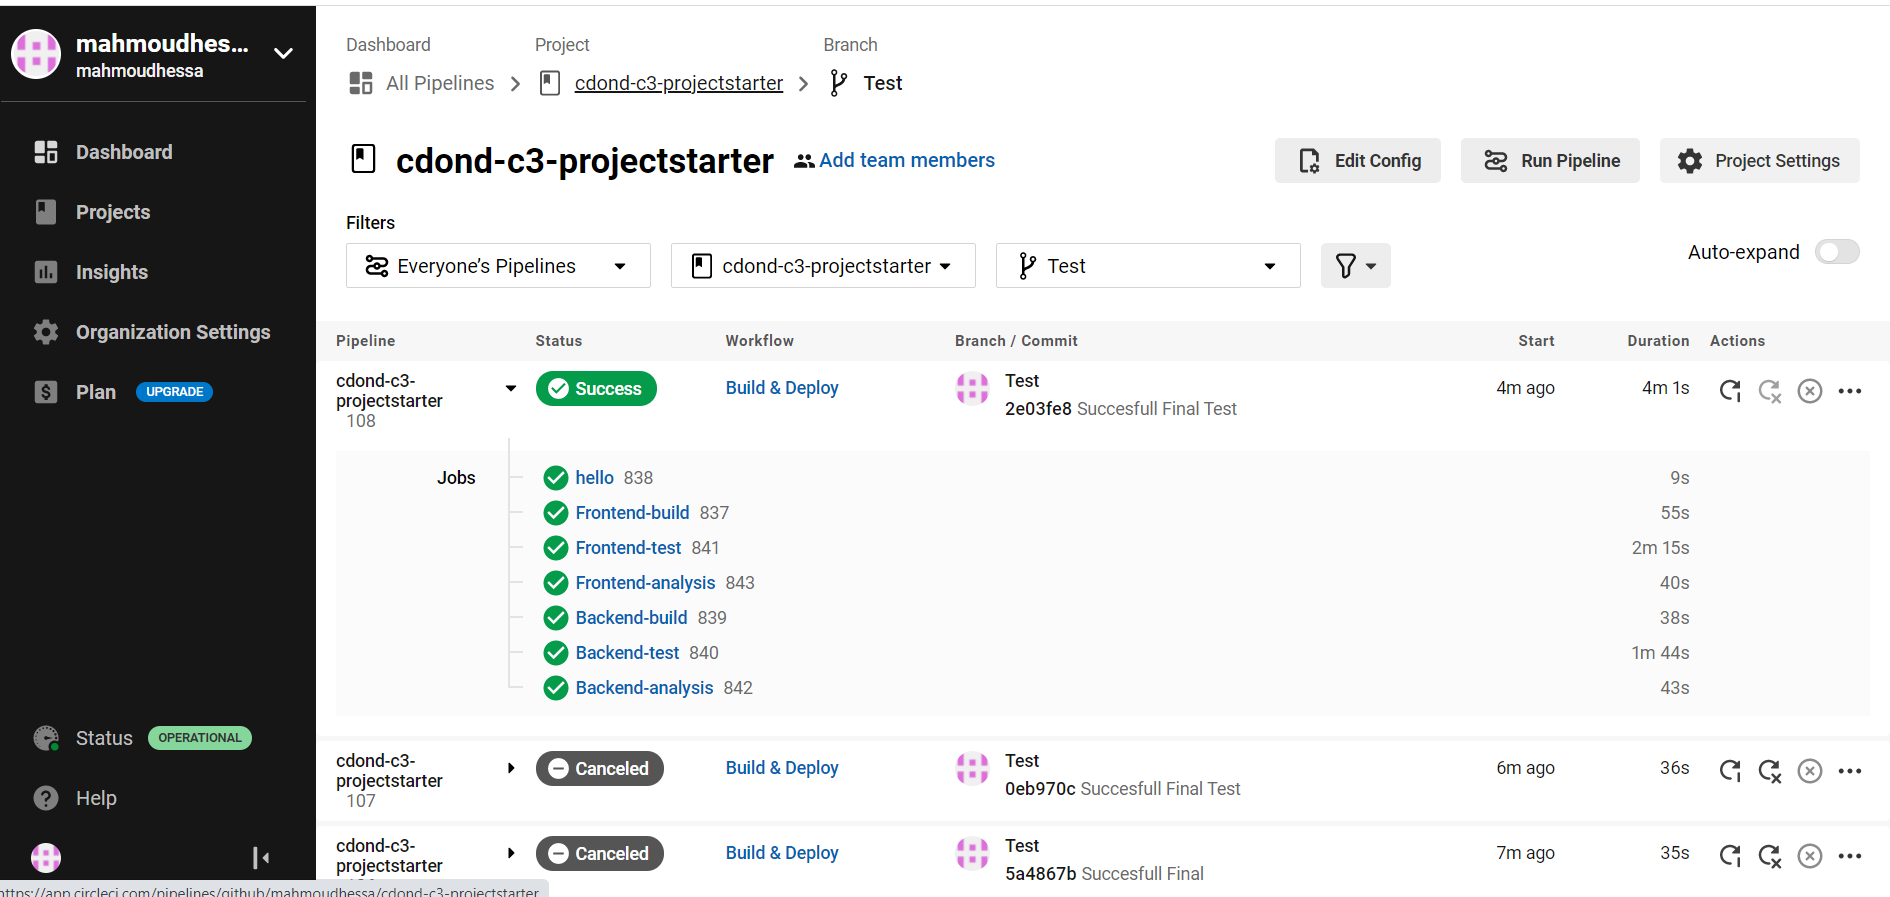 mahmoudhes...
mahmoudhessa
Dashboard
Projects
Insights
Organization Settings
Plan UPGRADE
Status OPERATIONAL
Help
Dashboard Project Branch
All Pipelines cdond-c3-projectstarter Test
cdond-c3-projectstarter Add team members
Edit Config Run Pipeline Project Settings
Filters
Everyone’s Pipelines cdond-c3-projectstarter Test
Auto-expand
Pipeline Status Workflow Branch / Commit Start Duration Actions
cdond-c3-
projectstarter
108
Success Build & Deploy
Test
2e03fe8 Succesfull Final Test
4m ago 4m 1s
Jobs
hello 838 9s
Frontend-build 837 55s
Frontend-test 841 2m 15s
Frontend-analysis 843 40s
Backend-build 839 38s
Backend-test 840 1m 44s
Backend-analysis 842 43s
cdond-c3-
projectstarter
107
Canceled Build & Deploy
Test
0eb970c Succesfull Final Test
6m ago 36s
cdond-c3-
projectstarter
Canceled Build & Deploy
Test
5a4867b Succesfull Final
7m ago 35s
https://app.circleci.com/pipelines/github/mahmoudhessa/cdond-c3-projectstarter